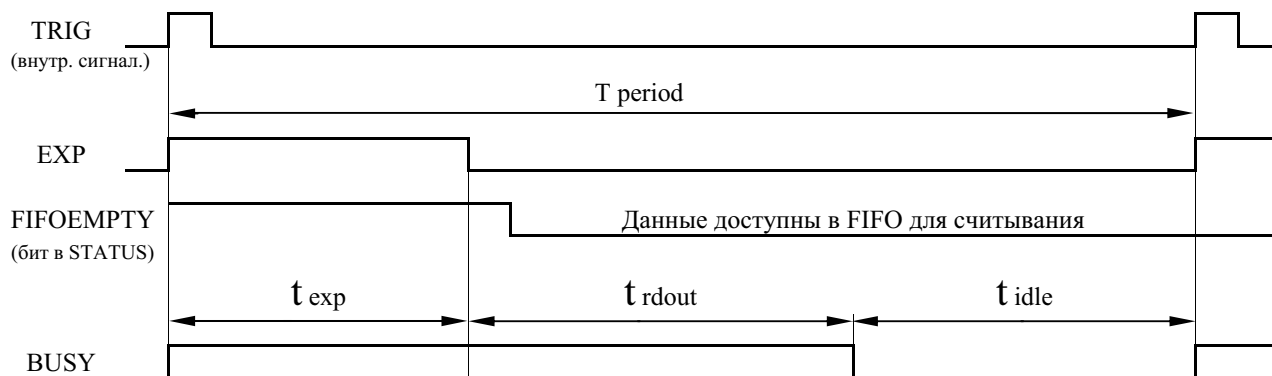 TRIG
(внутр. сигнал.)
T period
EXP
FIFOEMPTY
(бит в STATUS)
Данные доступны в FIFO для считывания
t exp
t rdout
t idle
BUSY